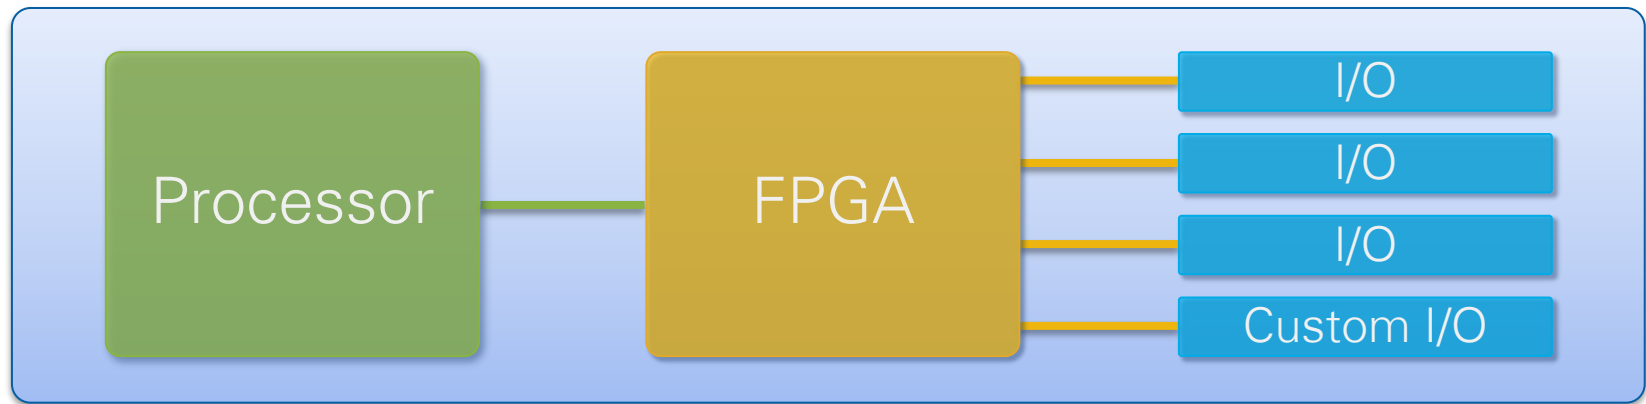 Processor
FPGA
I/O
I/O
I/O
Custom I/O